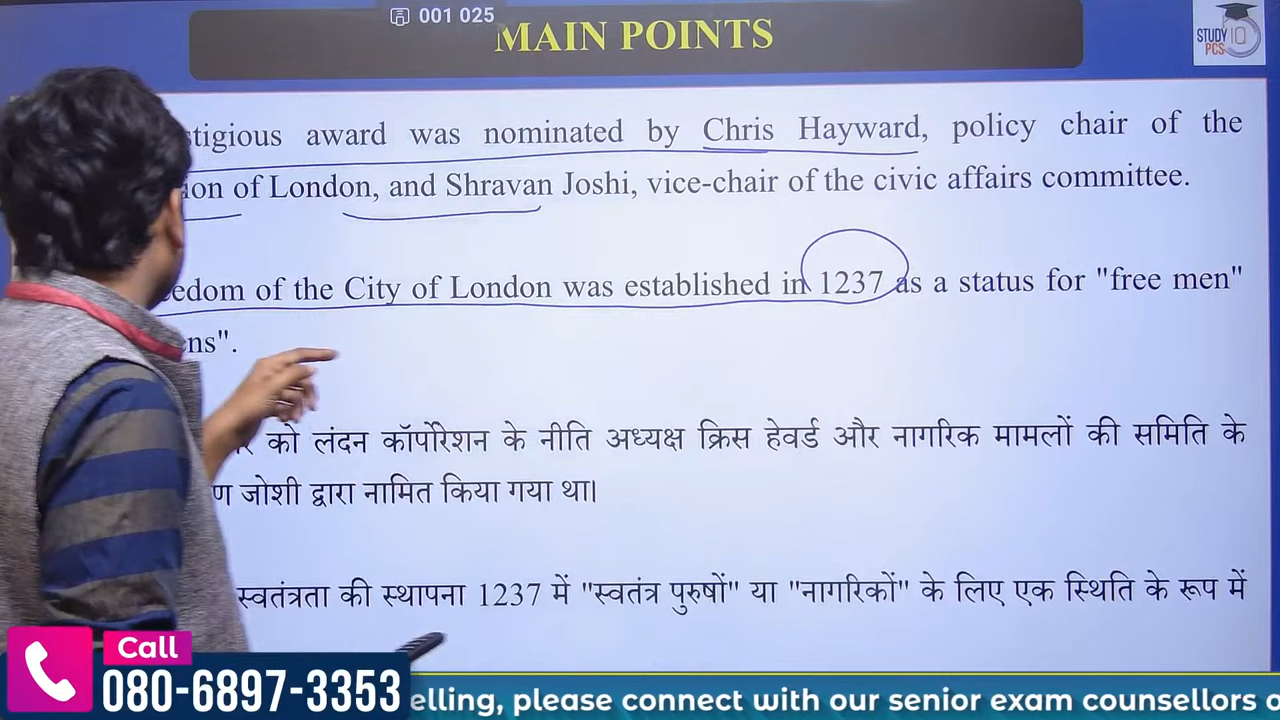 001 025
MAIN POINTS
STUDY IQ
PCS
stigious award was nominated by Chris Hayward, policy chair of the
ion of London, and Shravan Joshi, vice-chair of the civic affairs committee.
edom of the City of London was established in 1237 as a status for "free men"
ns".
को लंदन कॉर्पोरेशन के नीति अध्यक्ष क्रिस हेवर्ड और नागरिक मामलों की समिति के
ण जोशी द्वारा नामित किया गया था।
स्वतंत्रता की स्थापना 1237 में "स्वतंत्र पुरुषों" या "नागरिकों" के लिए एक स्थिति के रूप में
Call
080-6897-3353
elling, please connect with our senior exam counsellors